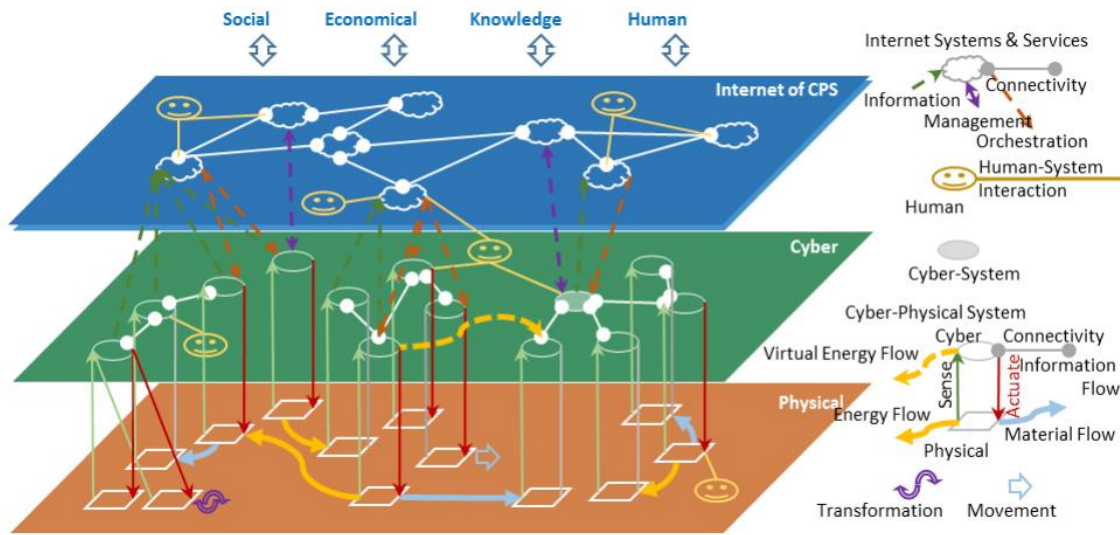 Social
Economical
Knowledge
Human
Internet of CPS
Cyber
Physical
Internet Systems & Services
Connectivity
Information
Management
Orchestration
Human-System
Interaction
Human
Cyber-System
Cyber-Physical System
Cyber
Connectivity
Virtual Energy Flow
Information
Flow
Sense
Actuate
Energy Flow
Material Flow
Physical
Transformation
Movement